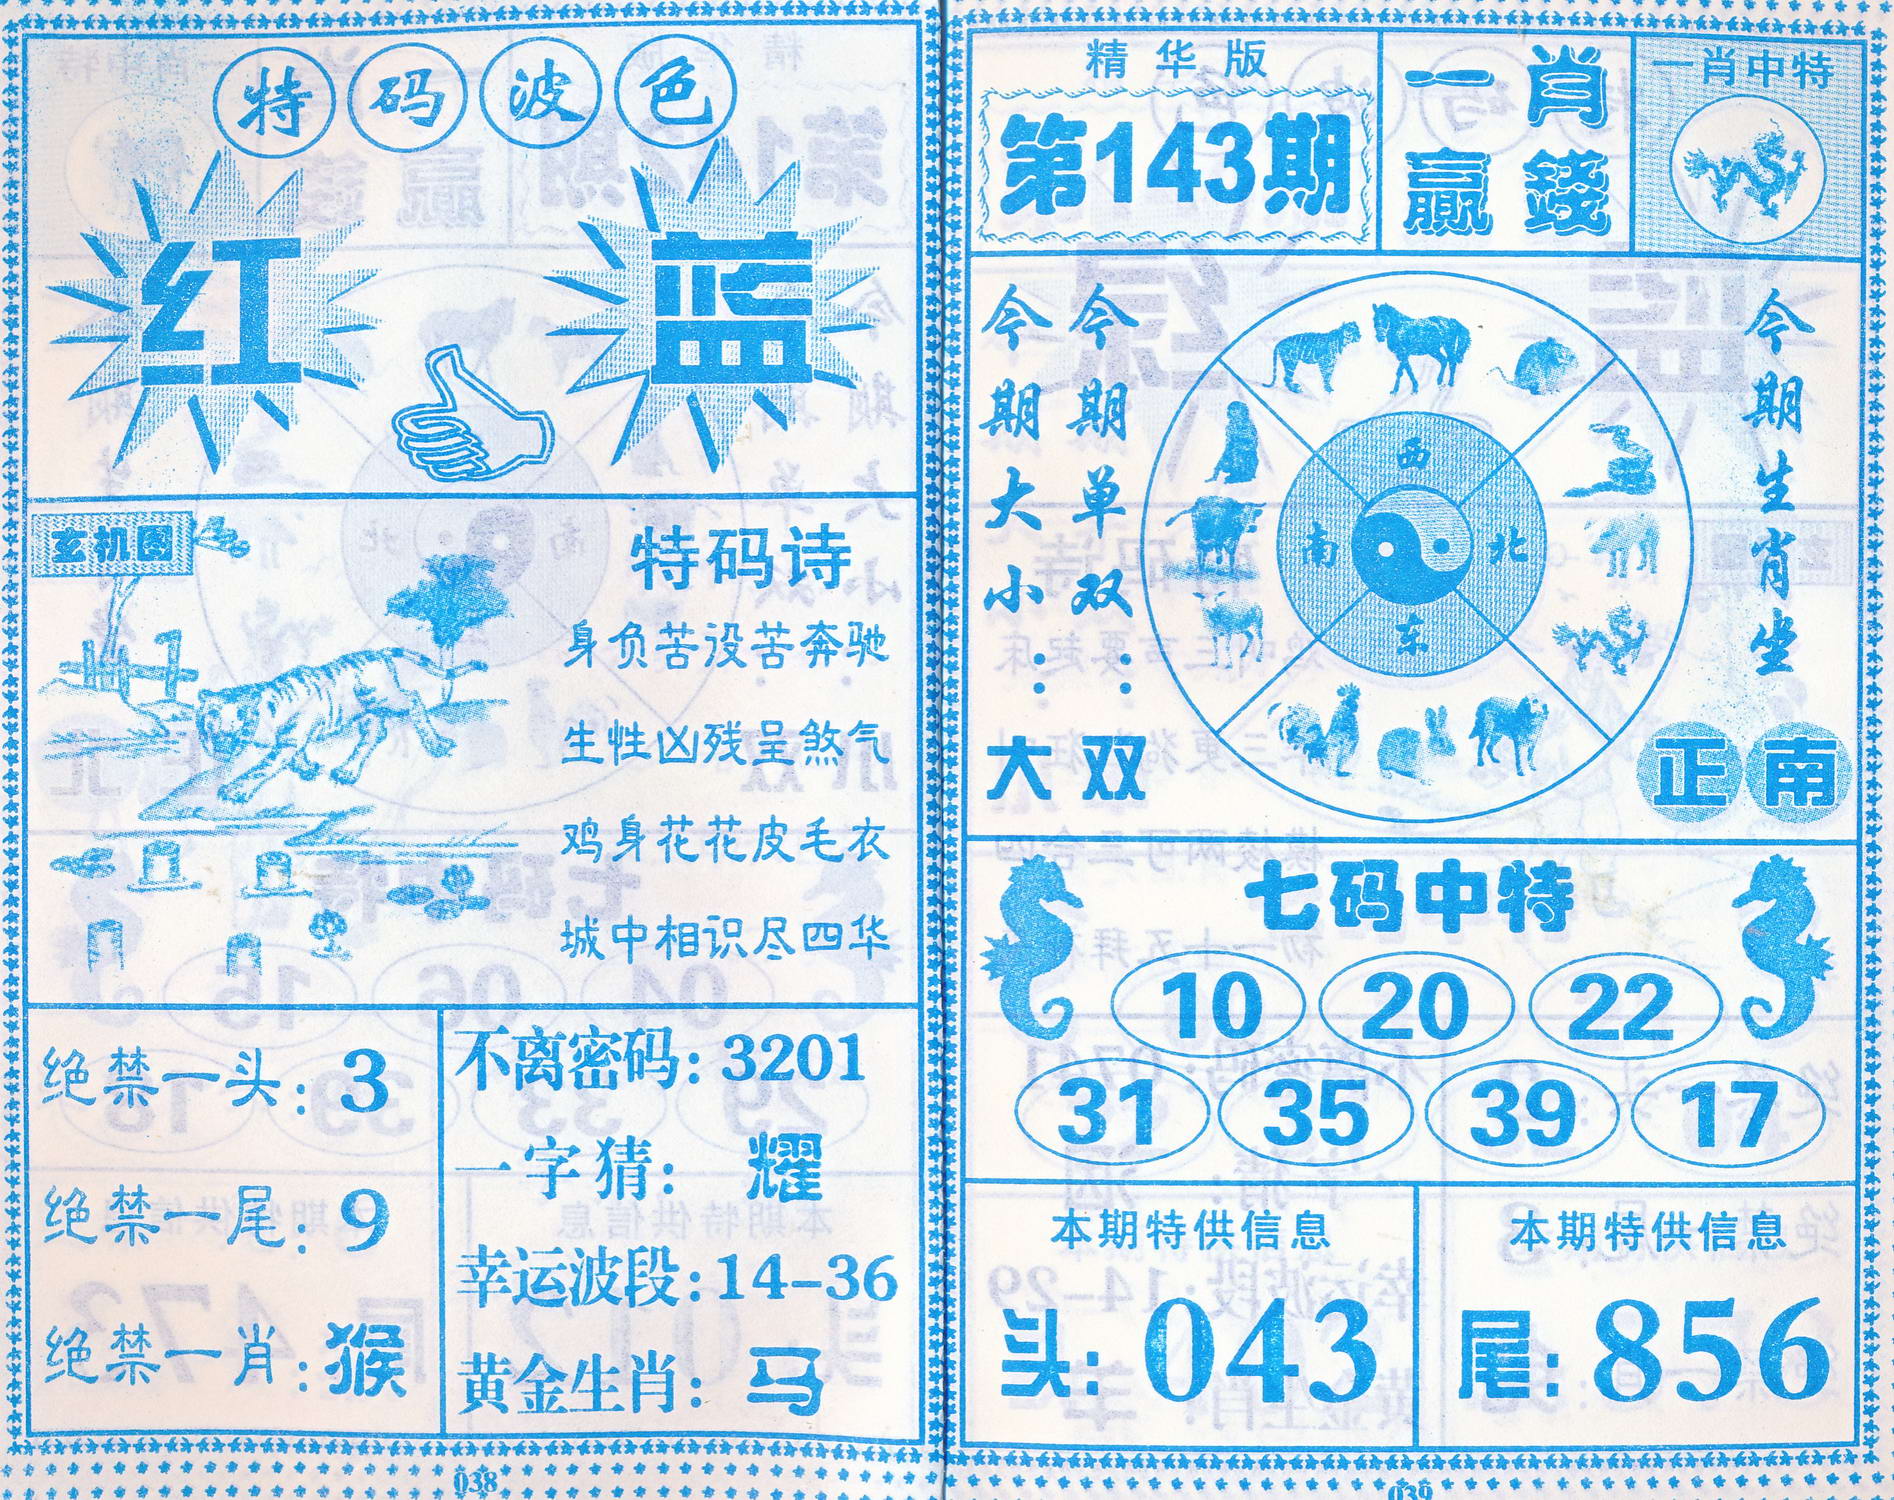 特码波色
红 蓝
玄机图
特码诗
身负苦设苦奔驰
生性凶残呈煞气
鸡身花花皮毛衣
城中相识尽四华
绝禁一头:3
绝禁一尾:9
绝禁一肖:猴
不离密码:3201
一字猜:耀
幸运波段:14-36
黄金生肖:马
038
精华版
第143期
一肖
赢錢
一肖中特
今期大小:大
今期单双:双
西
南
北
东
今期生肖坐
正南
七码中特
10 20 22
31 35 39 17
本期特供信息
头:043
本期特供信息
尾:856
039